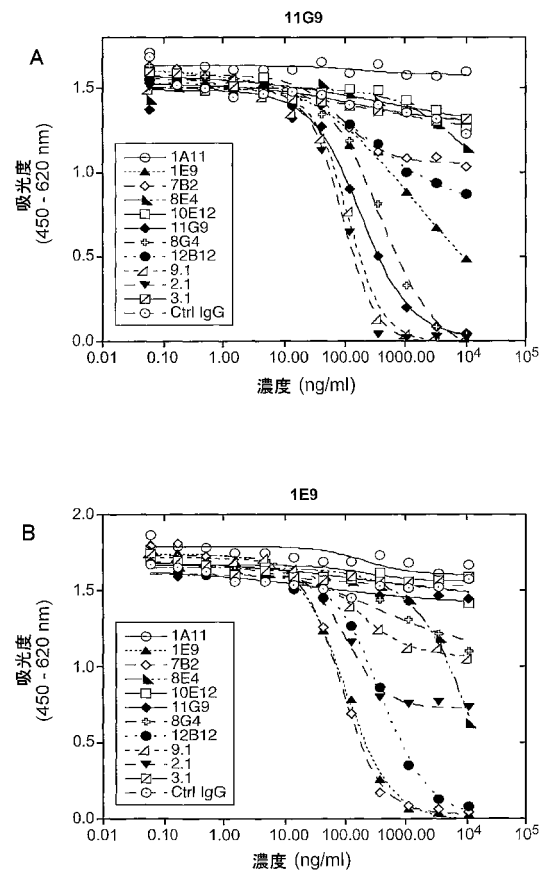 11G9
A
1.5
1.0
0.5
0.0
吸光度
(450 - 620 nm)
1A11
1E9
7B2
8E4
10E12
11G9
8G4
12B12
9.1
2.1
3.1
Ctrl IgG
0.01 0.10 1.00 10.00 100.00 1000.00 10⁴ 10⁵
濃度 (ng/ml)
1E9
B
2.0
1.5
1.0
0.5
0.0
吸光度
(450 - 620 nm)
1A11
1E9
7B2
8E4
10E12
11G9
8G4
12B12
9.1
2.1
3.1
Ctrl IgG
0.01 0.10 1.00 10.00 100.00 1000.00 10⁴ 10⁵
濃度 (ng/ml)